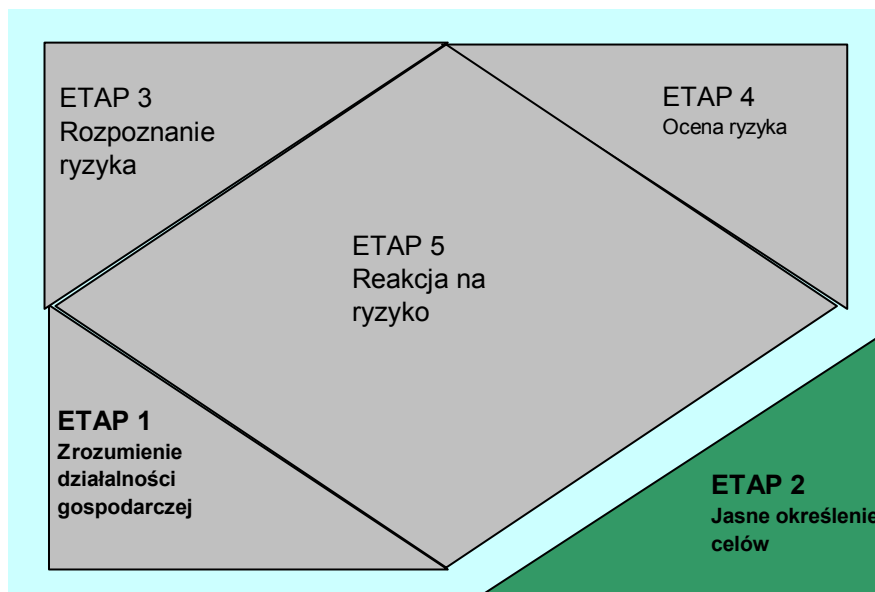 ETAP 3
Rozpoznanie
ryzyka
ETAP 4
Ocena ryzyka
ETAP 5
Reakcja na
ryzyko
ETAP 1
Zrozumienie
działalności
gospodarczej
ETAP 2
Jasne określenie
celów